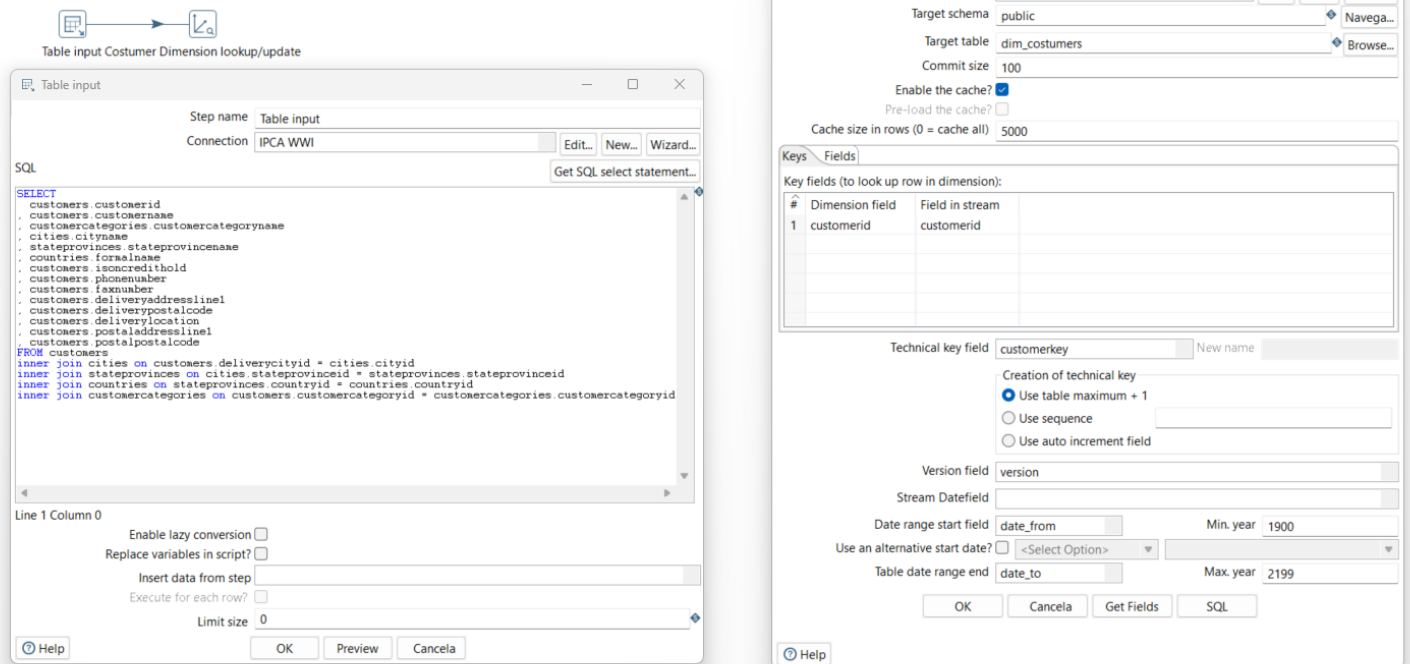 Table input Costumer Dimension lookup/update
Table input
Step name Table input
Connection IPCA WWI Edit... New... Wizard...
SQL Get SQL select statement...
SELECT
customers.customerid
, customers.customername
, customercategories.customercategoryname
, cities.cityname
, stateprovinces.stateprovincename
, countries.formalname
, customers.isoncredithold
, customers.phonenumber
, customers.faxnumber
, customers.deliveryaddressline1
, customers.deliverypostalcode
, customers.deliverylocation
, customers.postaladdressline1
, customers.postalpostalcode
FROM customers
inner join cities on customers.deliverycityid = cities.cityid
inner join stateprovinces on cities.stateprovinceid = stateprovinces.stateprovinceid
inner join countries on stateprovinces.countryid = countries.countryid
inner join customercategories on customers.customercategoryid = customercategories.customercategoryid
Line 1 Column 0
Enable lazy conversion
Replace variables in script?
Insert data from step
Execute for each row?
Limit size 0
Help OK Preview Cancela
Target schema public Navega...
Target table dim_costumers Browse...
Commit size 100
Enable the cache?
Pre-load the cache?
Cache size in rows (0 = cache all) 5000
Keys Fields
Key fields (to look up row in dimension):
# Dimension field Field in stream
1 customerid customerid
Technical key field customerkey New name
Creation of technical key
Use table maximum + 1
Use sequence
Use auto increment field
Version field version
Stream Datefield
Date range start field date_from Min. year 1900
Use an alternative start date? <Select Option>
Table date range end date_to Max. year 2199
OK Cancela Get Fields SQL
Help